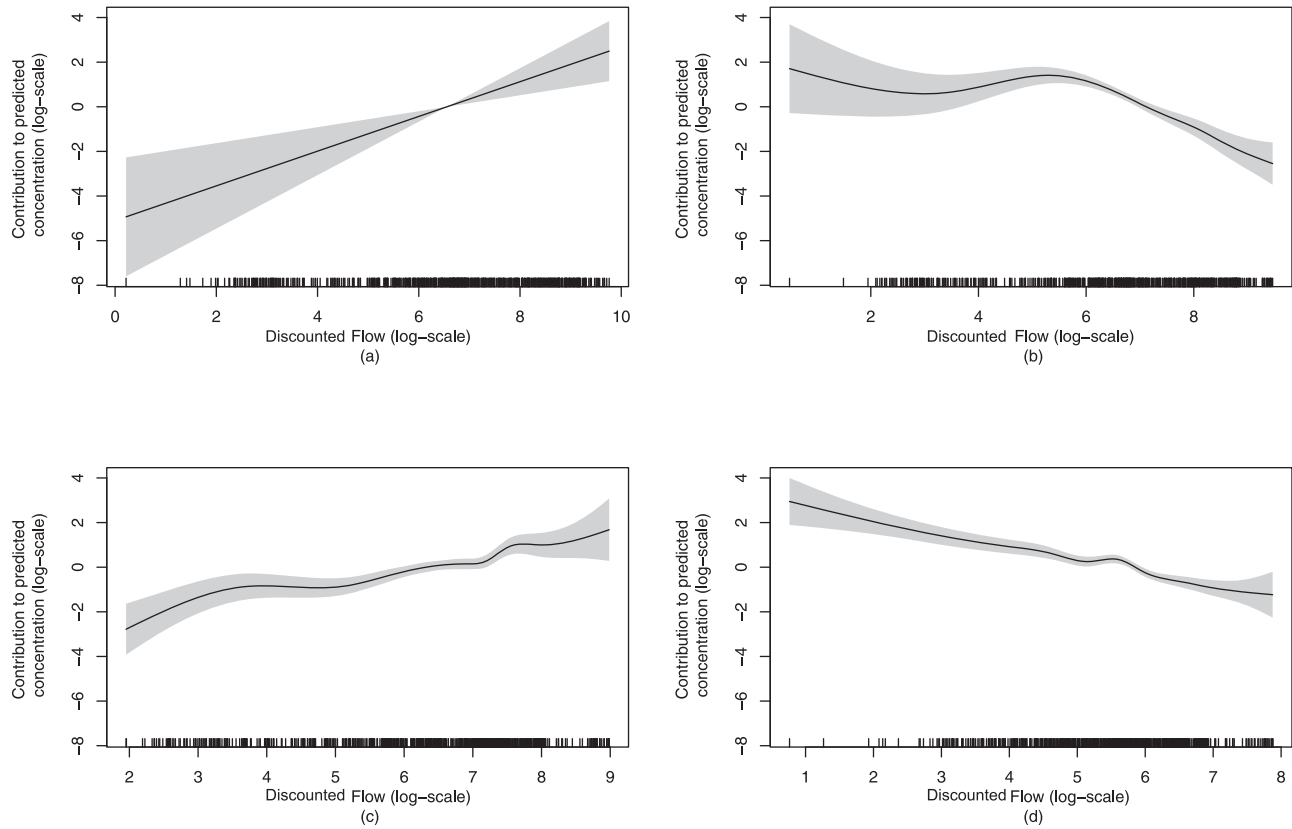 Contribution to predicted
concentration (log−scale)
4
2
0
−2
−4
−6
−8
0 2 4 6 8 10
Discounted Flow (log−scale)
(a)
Contribution to predicted
concentration (log−scale)
4
2
0
−2
−4
−6
−8
2 4 6 8
Discounted Flow (log−scale)
(b)
Contribution to predicted
concentration (log−scale)
4
2
0
−2
−4
−6
−8
2 3 4 5 6 7 8 9
Discounted Flow (log−scale)
(c)
Contribution to predicted
concentration (log−scale)
4
2
0
−2
−4
−6
−8
1 2 3 4 5 6 7 8
Discounted Flow (log−scale)
(d)